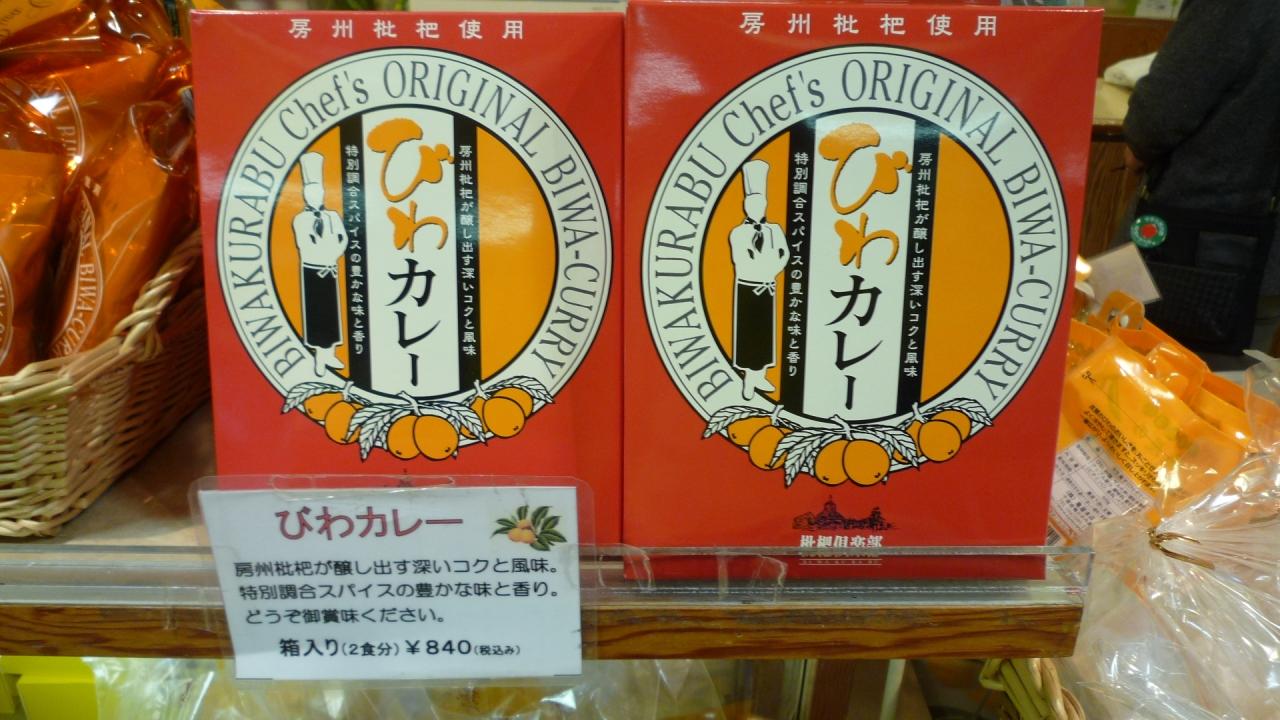 房州枇杷使用
BIWAKURABU Chef's ORIGINAL BIWA-CURRY
びわカレー
房州枇杷が醸し出す深いコクと風味
特別調合スパイスの豊かな味と香り
房州枇杷使用
BIWAKURABU Chef's ORIGINAL BIWA-CURRY
びわカレー
房州枇杷が醸し出す深いコクと風味
特別調合スパイスの豊かな味と香り
枇杷倶楽部
びわカレー
房州枇杷が醸し出す深いコクと風味。
特別調合スパイスの豊かな味と香り。
どうぞ御賞味ください。
箱入り(2食分)￥840(税込み)